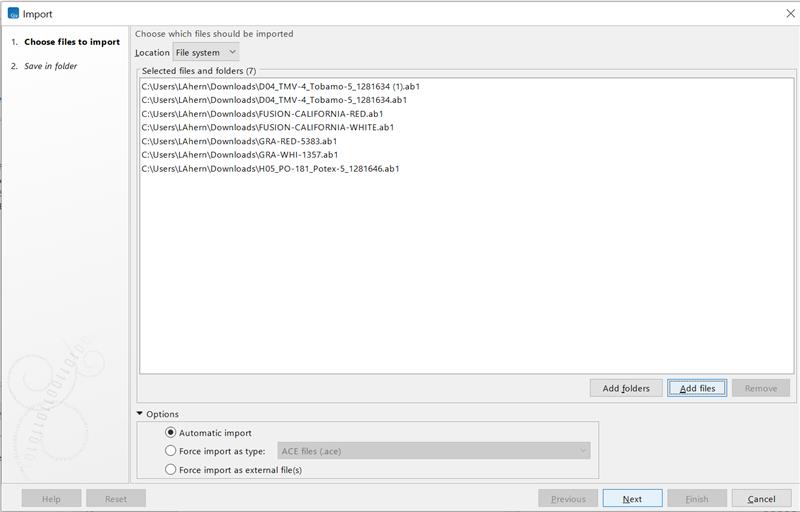 Import
1. Choose files to import
2. Save in folder
Choose which files should be imported
Location File system
Selected files and folders (7)
C:\Users\LAhern\Downloads\D04_TMV-4_Tobamo-5_1281634 (1).ab1
C:\Users\LAhern\Downloads\D04_TMV-4_Tobamo-5_1281634.ab1
C:\Users\LAhern\Downloads\FUSION-CALIFORNIA-RED.ab1
C:\Users\LAhern\Downloads\FUSION-CALIFORNIA-WHITE.ab1
C:\Users\LAhern\Downloads\GRA-RED-5383.ab1
C:\Users\LAhern\Downloads\GRA-WHI-1357.ab1
C:\Users\LAhern\Downloads\H05_PO-181_Potex-5_1281646.ab1
Add folders Add files Remove
Options
Automatic import
Force import as type: ACE files (.ace)
Force import as external file(s)
Help Reset Previous Next Finish Cancel